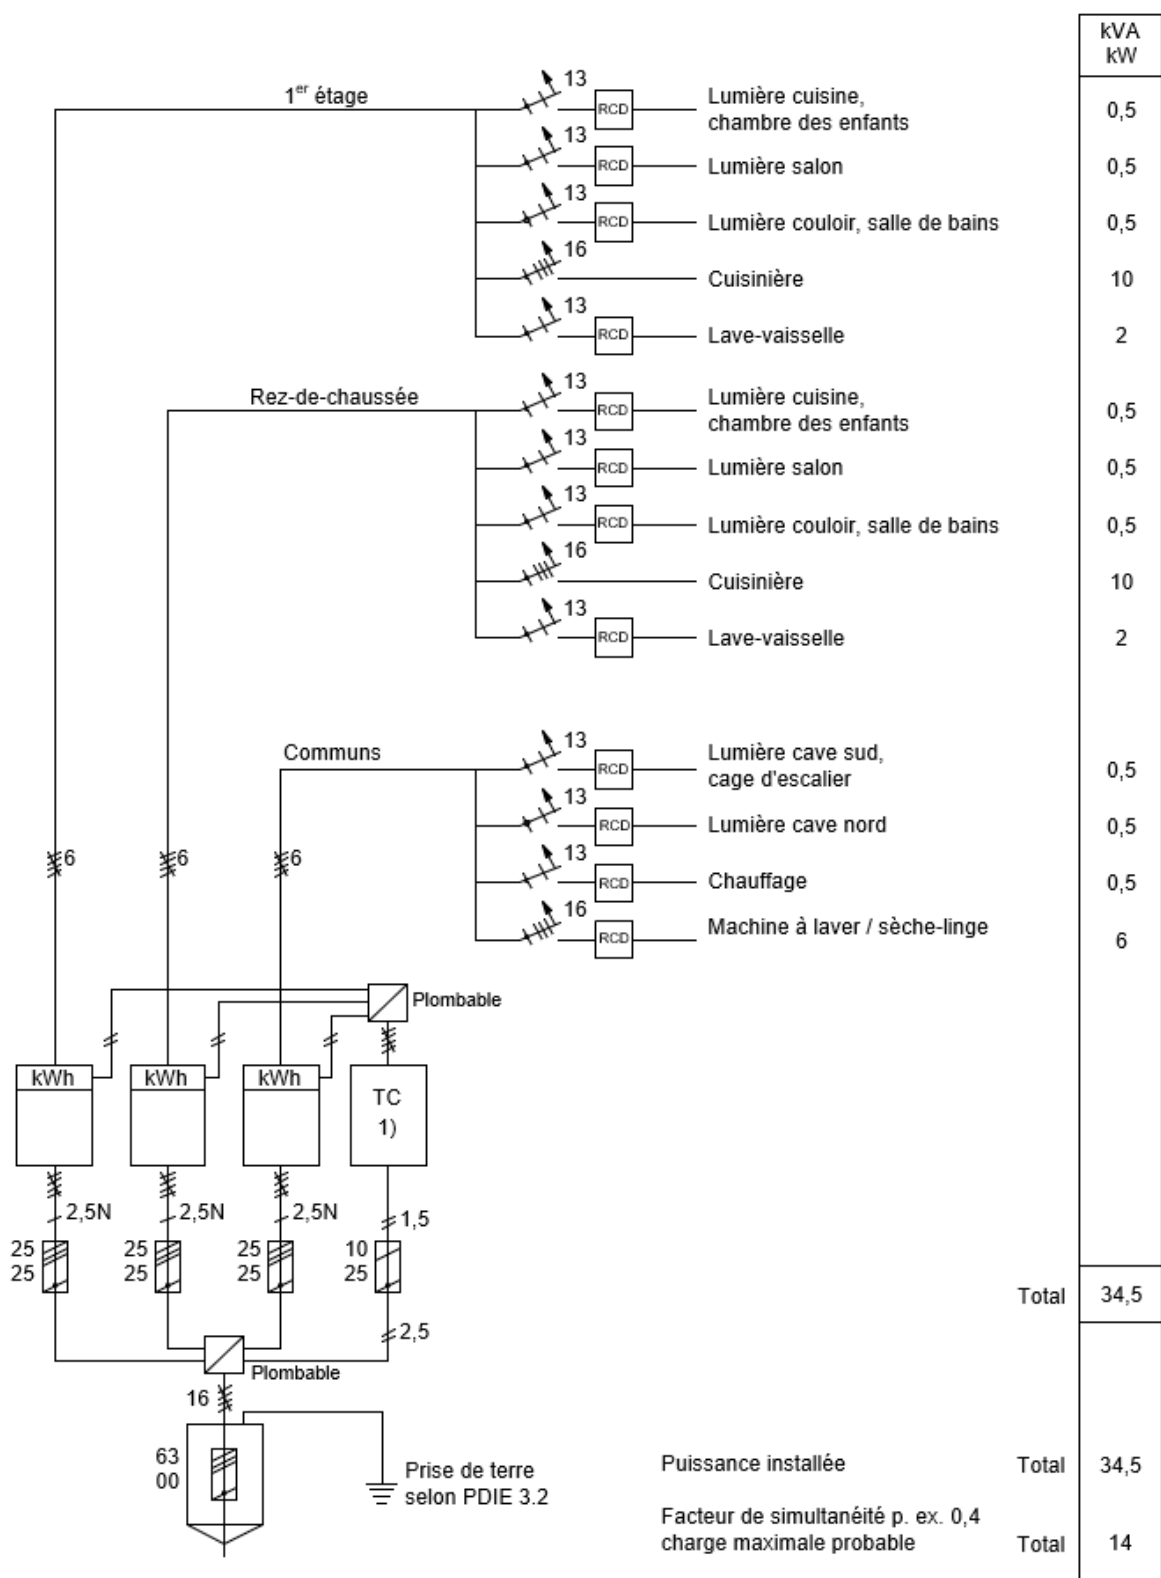 kVA
kW
1er étage
13
RCD
Lumière cuisine,
chambre des enfants
0,5
13
RCD
Lumière salon
0,5
13
RCD
Lumière couloir, salle de bains
0,5
16
Cuisinière
10
13
RCD
Lave-vaisselle
2
Rez-de-chaussée
13
RCD
Lumière cuisine,
chambre des enfants
0,5
13
RCD
Lumière salon
0,5
13
RCD
Lumière couloir, salle de bains
0,5
16
Cuisinière
10
13
RCD
Lave-vaisselle
2
Communs
13
RCD
Lumière cave sud,
cage d'escalier
0,5
13
RCD
Lumière cave nord
0,5
6
6
6
13
RCD
Chauffage
0,5
16
RCD
Machine à laver / sèche-linge
6
Plombable
kWh
kWh
kWh
TC
1)
2,5N
2,5N
2,5N
1,5
25
25
25
25
25
25
10
25
Total
34,5
2,5
Plombable
16
63
00
Prise de terre
selon PDIE 3.2
Puissance installée
Total
34,5
Facteur de simultanéité p. ex. 0,4
charge maximale probable
Total
14